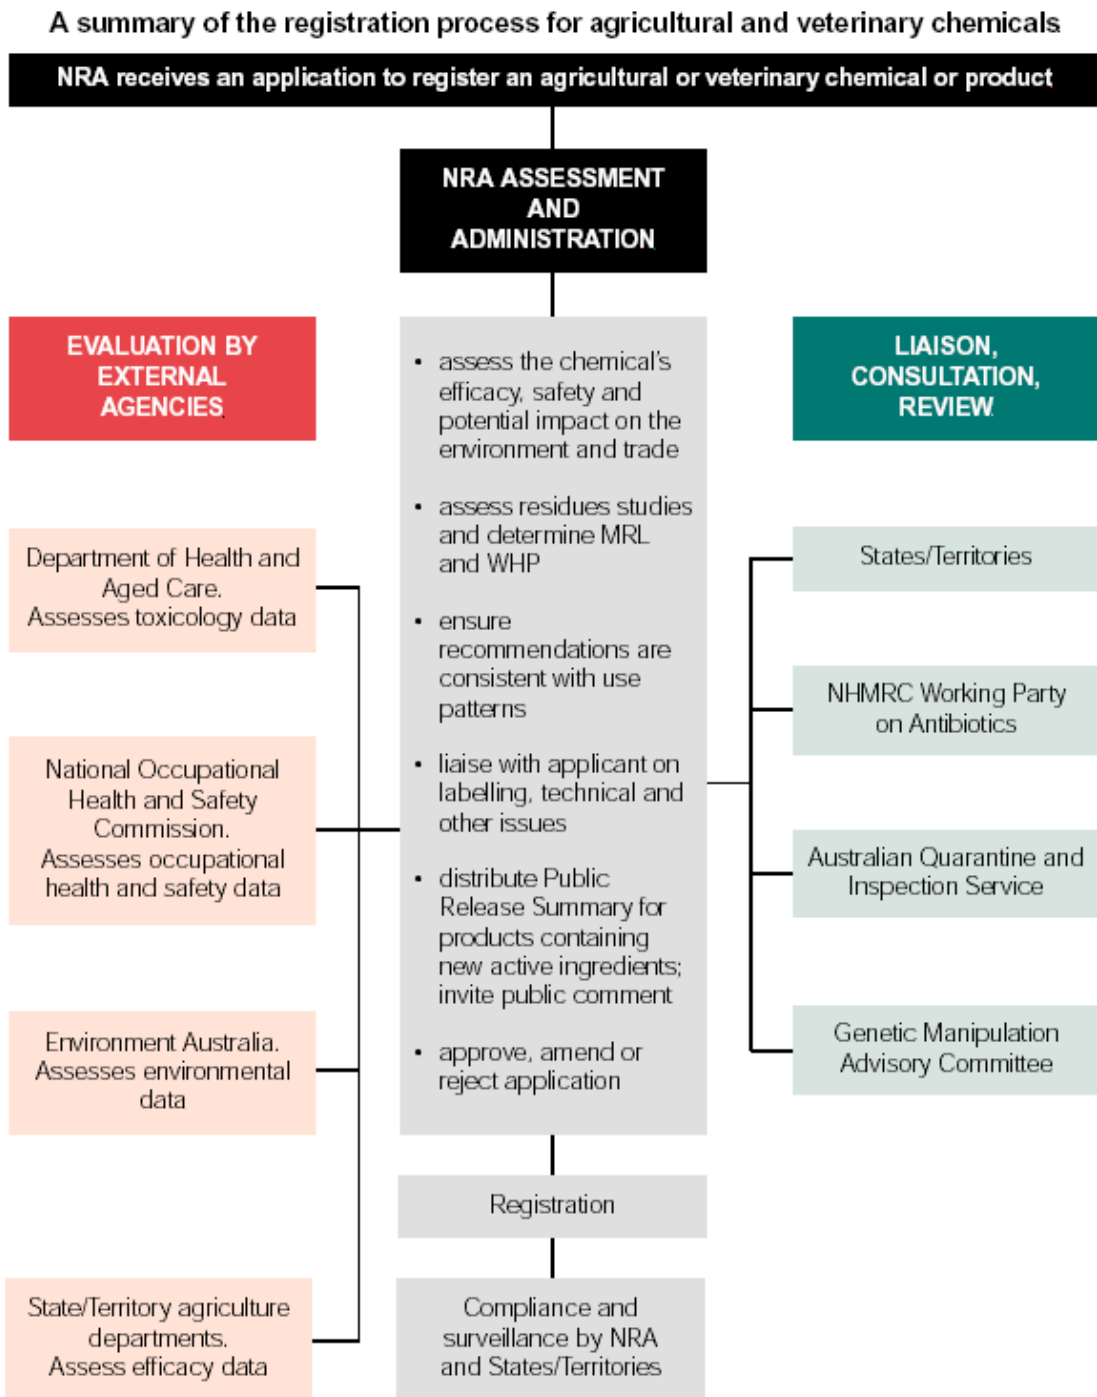 A summary of the registration process for agricultural and veterinary chemicals
NRA receives an application to register an agricultural or veterinary chemical or product
NRA ASSESSMENT
AND
ADMINISTRATION
EVALUATION BY
EXTERNAL
AGENCIES
Department of Health and
Aged Care.
Assesses toxicology data
National Occupational
Health and Safety
Commission.
Assesses occupational
health and safety data
Environment Australia.
Assesses environmental
data
State/Territory agriculture
departments.
Assess efficacy data
• assess the chemical's
efficacy, safety and
potential impact on the
environment and trade
• assess residues studies
and determine MRL
and WHP
• ensure
recommendations are
consistent with use
patterns
• liaise with applicant on
labelling, technical and
other issues
• distribute Public
Release Summary for
products containing
new active ingredients;
invite public comment
• approve, amend or
reject application
Registration
Compliance and
surveillance by NRA
and States/Territories
LIAISON,
CONSULTATION,
REVIEW
States/Territories
NHMRC Working Party
on Antibiotics
Australian Quarantine and
Inspection Service
Genetic Manipulation
Advisory Committee